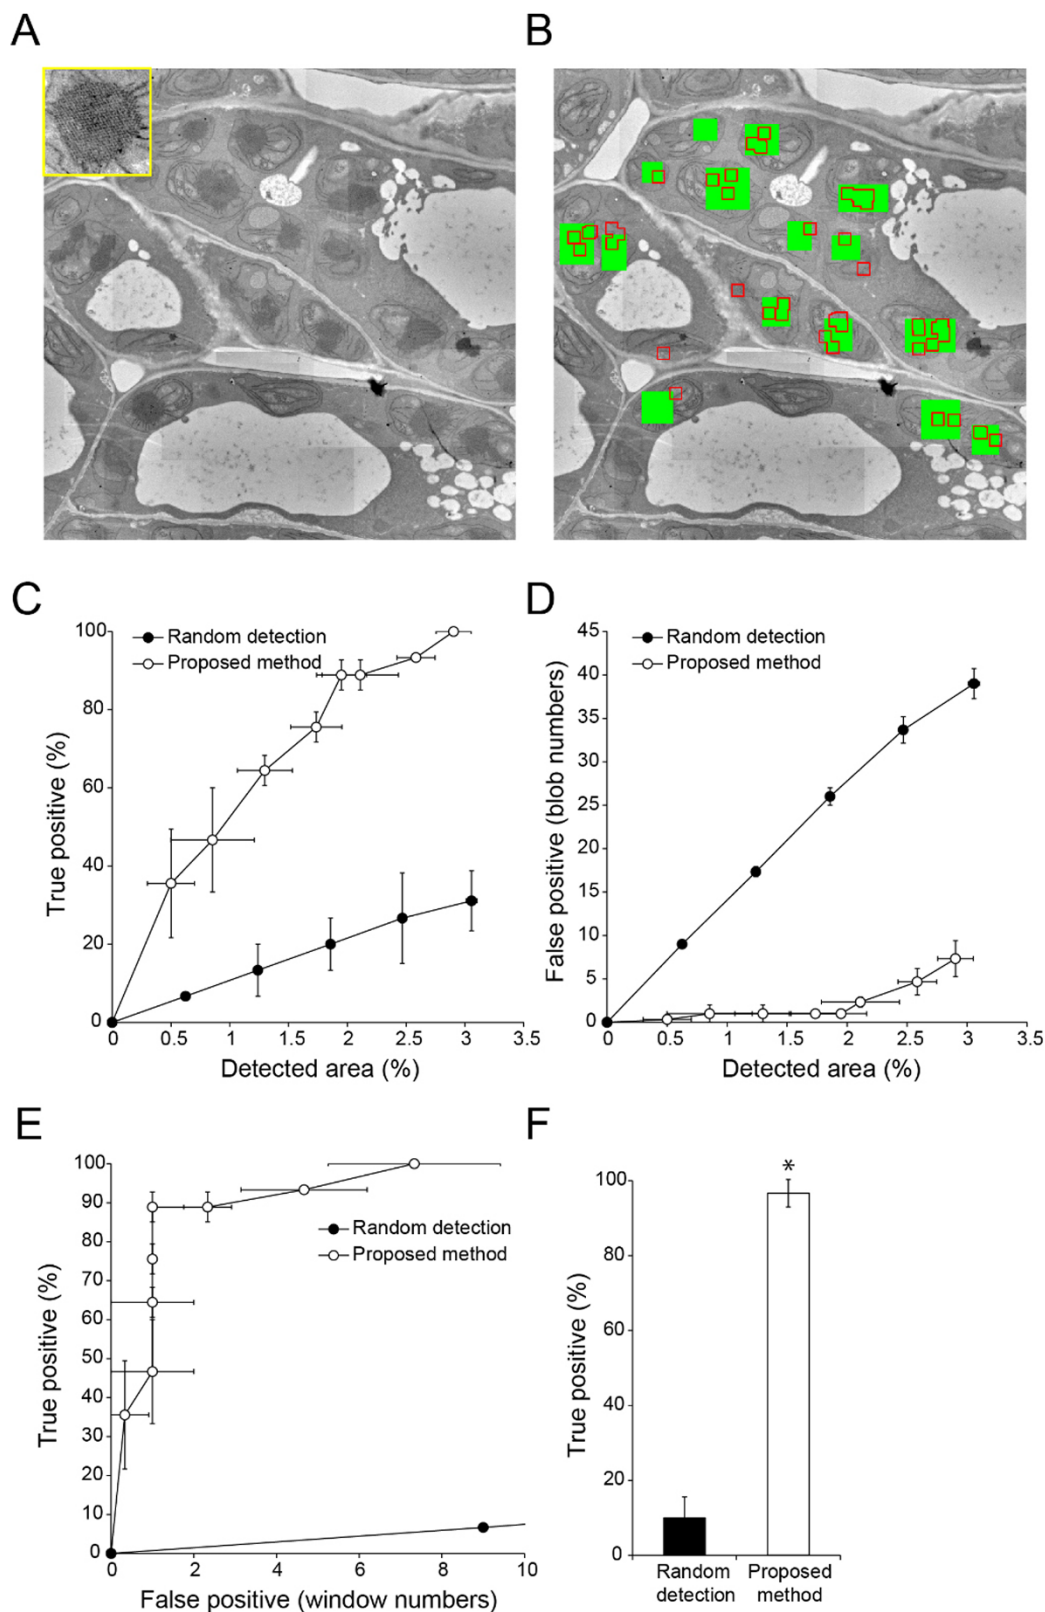 A
B
C
100
80
60
40
20
0
True positive (%)
Random detection
Proposed method
0 0.5 1 1.5 2 2.5 3 3.5
Detected area (%)
D
45
40
35
30
25
20
15
10
5
0
False positive (blob numbers)
Random detection
Proposed method
0 0.5 1 1.5 2 2.5 3 3.5
Detected area (%)
E
100
90
80
70
60
50
40
30
20
10
0
True positive (%)
Random detection
Proposed method
0 2 4 6 8 10
False positive (window numbers)
F
100
80
60
40
20
0
True positive (%)
*
Random
detection
Proposed
method